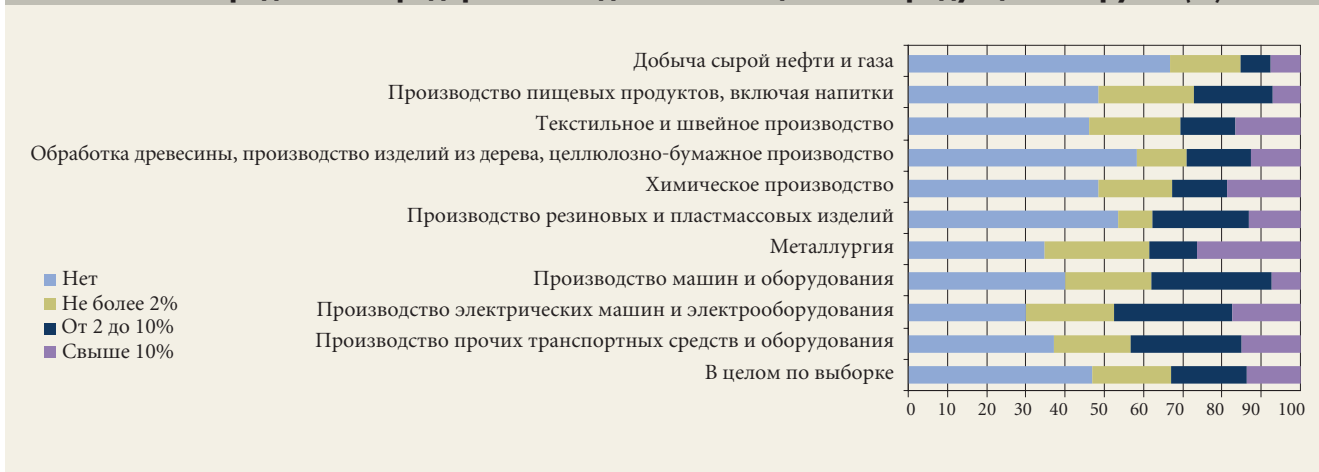 Добыча сырой нефти и газа
Производство пищевых продуктов, включая напитки
Текстильное и швейное производство
Обработка древесины, производство изделий из дерева, целлюлозно-бумажное производство
Химическое производство
Производство резиновых и пластмассовых изделий
Металлургия
Производство машин и оборудования
Производство электрических машин и электрооборудования
Производство прочих транспортных средств и оборудования
В целом по выборке
Нет
Не более 2%
От 2 до 10%
Свыше 10%
0 10 20 30 40 50 60 70 80 90 100